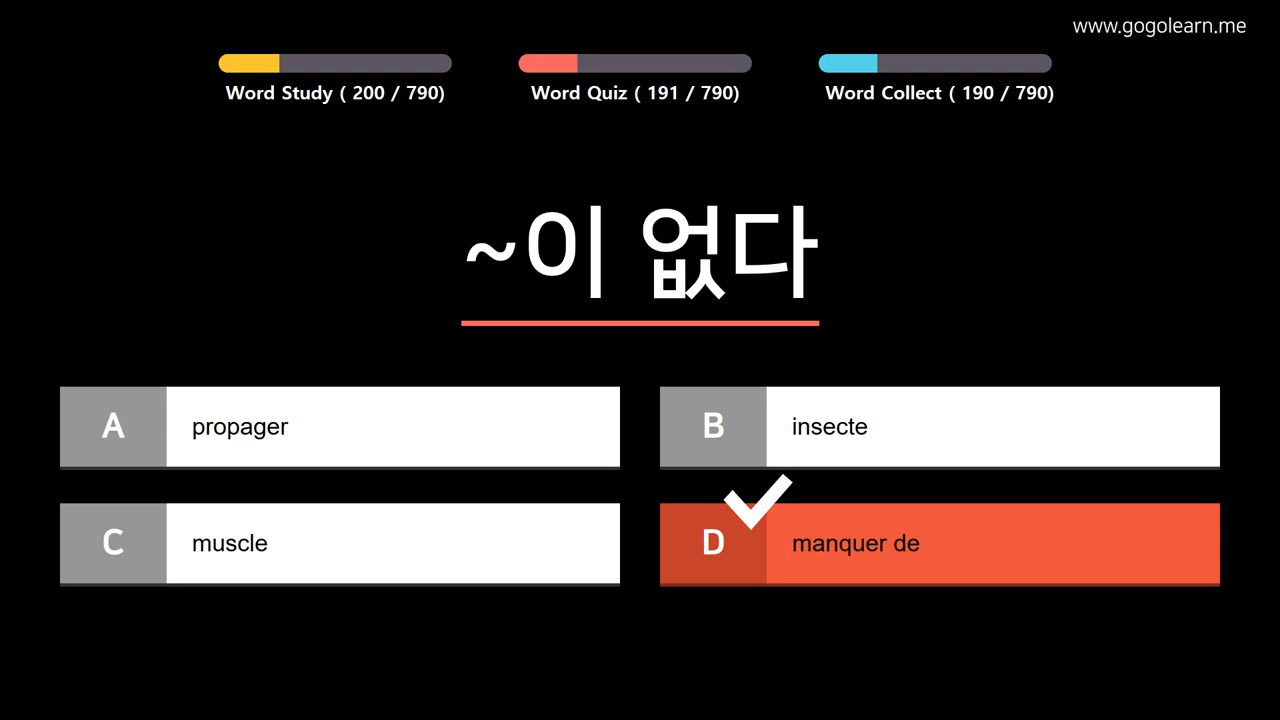 www.gogolearn.me
Word Study ( 200 / 790)
Word Quiz ( 191 / 790)
Word Collect ( 190 / 790)
~이 없다
A propager
B insecte
C muscle
D manquer de